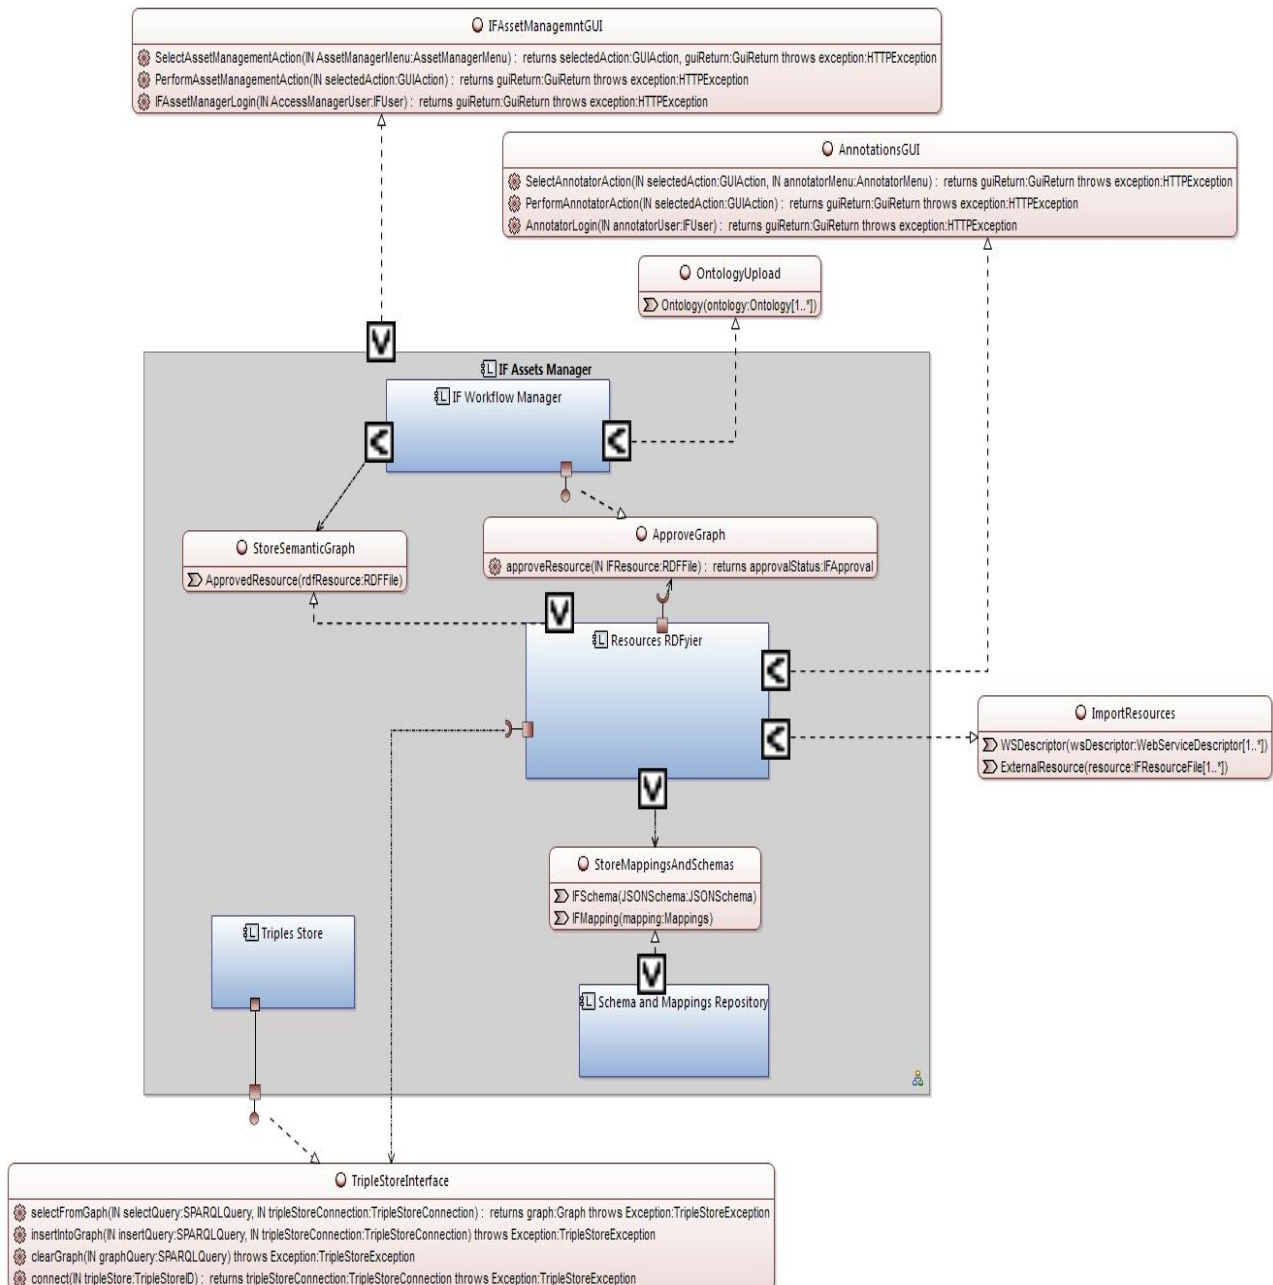 IFAssetManagemntGUI
SelectAssetManagementAction(IN AssetManagerMenu:AssetManagerMenu) : returns selectedAction:GUIAction, guiReturn:GuiReturn throws exception:HTTPException
PerformAssetManagementAction(IN selectedAction:GUIAction) : returns guiReturn:GuiReturn throws exception:HTTPException
IFAssetManagerLogin(IN AccessManagerUser:IFUser) : returns guiReturn:GuiReturn throws exception:HTTPException
AnnotationsGUI
SelectAnnotatorAction(IN selectedAction:GUIAction, IN annotatorMenu:AnnotatorMenu) : returns guiReturn:GuiReturn throws exception:HTTPException
PerformAnnotatorAction(IN selectedAction:GUIAction) : returns guiReturn:GuiReturn throws exception:HTTPException
AnnotatorLogin(IN annotatorUser:IFUser) : returns guiReturn:GuiReturn throws exception:HTTPException
OntologyUpload
Ontology(ontology:Ontology[1..*])
IF Assets Manager
IF Workflow Manager
StoreSemanticGraph
ApprovedResource(rdfResource:RDFFile)
ApproveGraph
approveResource(IN IFResource:RDFFile) : returns approvalStatus:IFApproval
Resources RDFyier
ImportResources
WSDescriptor(wsDescriptor:WebServiceDescriptor[1..*])
ExternalResource(resource:IFResourceFile[1..*])
StoreMappingsAndSchemas
IFSchema(JSONSchema:JSONSchema)
IFMapping(mapping:Mappings)
Triples Store
Schema and Mappings Repository
TripleStoreInterface
selectFromGaph(IN selectQuery:SPARQLQuery, IN tripleStoreConnection:TripleStoreConnection) : returns graph:Graph throws Exception:TripleStoreException
insertIntoGraph(IN insertQuery:SPARQLQuery, IN tripleStoreConnection:TripleStoreConnection) throws Exception:TripleStoreException
clearGraph(IN graphQuery:SPARQLQuery) throws Exception:TripleStoreException
connect(IN tripleStore:TripleStoreID) : returns tripleStoreConnection:TripleStoreConnection throws Exception:TripleStoreException